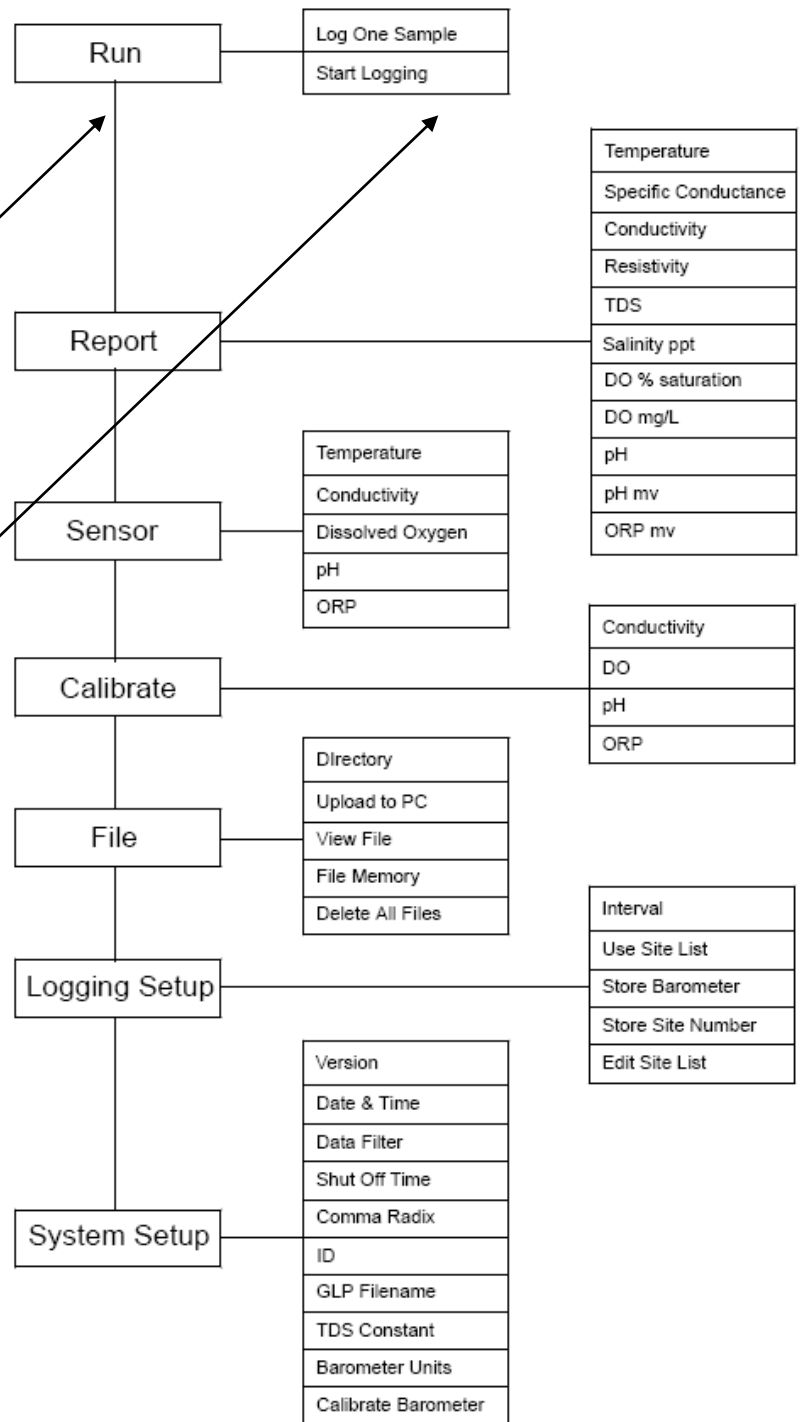 Run
Log One Sample
Start Logging
Report
Temperature
Specific Conductance
Conductivity
Resistivity
TDS
Salinity ppt
DO % saturation
DO mg/L
pH
pH mv
ORP mv
Sensor
Temperature
Conductivity
Dissolved Oxygen
pH
ORP
Calibrate
Conductivity
DO
pH
ORP
File
DIrectory
Upload to PC
View File
File Memory
Delete All Files
Logging Setup
Interval
Use Site List
Store Barometer
Store Site Number
Edit Site List
System Setup
Version
Date & Time
Data Filter
Shut Off Time
Comma Radix
ID
GLP Filename
TDS Constant
Barometer Units
Calibrate Barometer